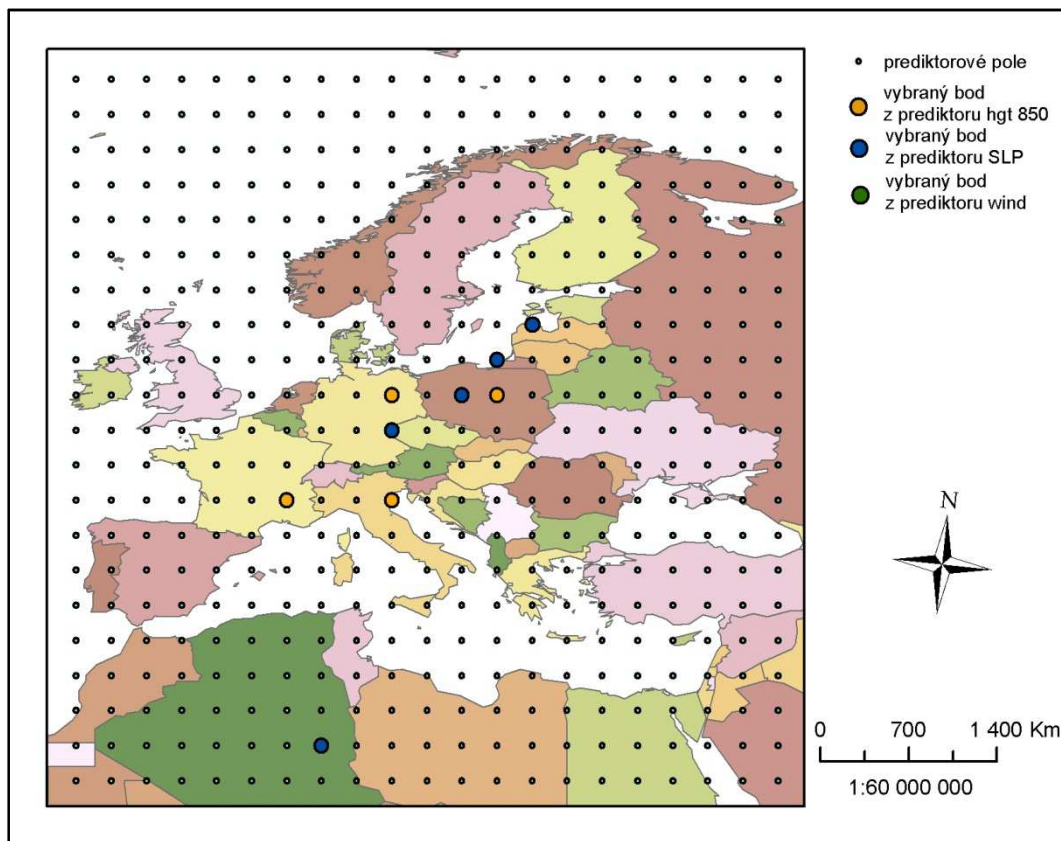 prediktorové pole
vybraný bod
z prediktoru hgt 850
vybraný bod
z prediktoru SLP
vybraný bod
z prediktoru wind
N
0 700 1 400 Km
1:60 000 000